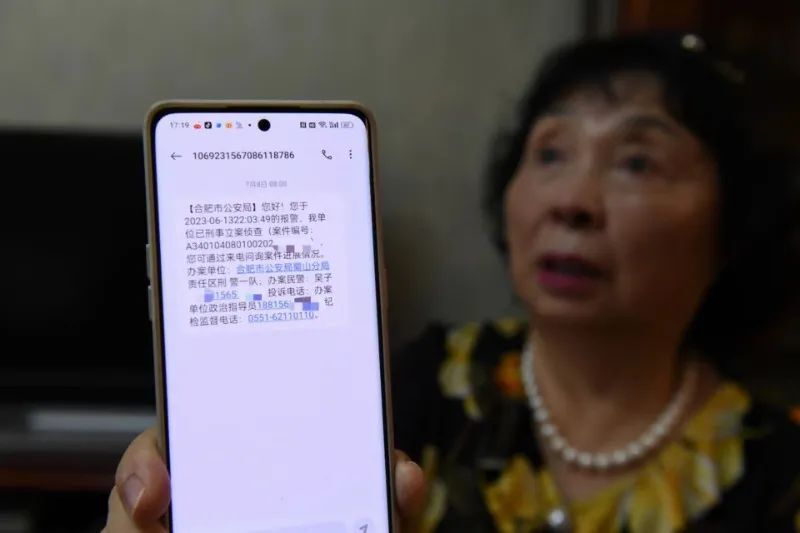 17:19
1069231567086118786
7月8日 08:00
【合肥市公安局】您好！您于
2023-06-1322:03:49的报警，我单
位已刑事立案侦查（案件编号：
A340104080100202
您可通过来电问询案件进展情况。
办案单位：合肥市公安局蜀山分局
责任区刑警一队，办案民警：吴子
1565 投诉电话：办案
单位政治指导员188156 纪
检监督电话：0551-62110110。